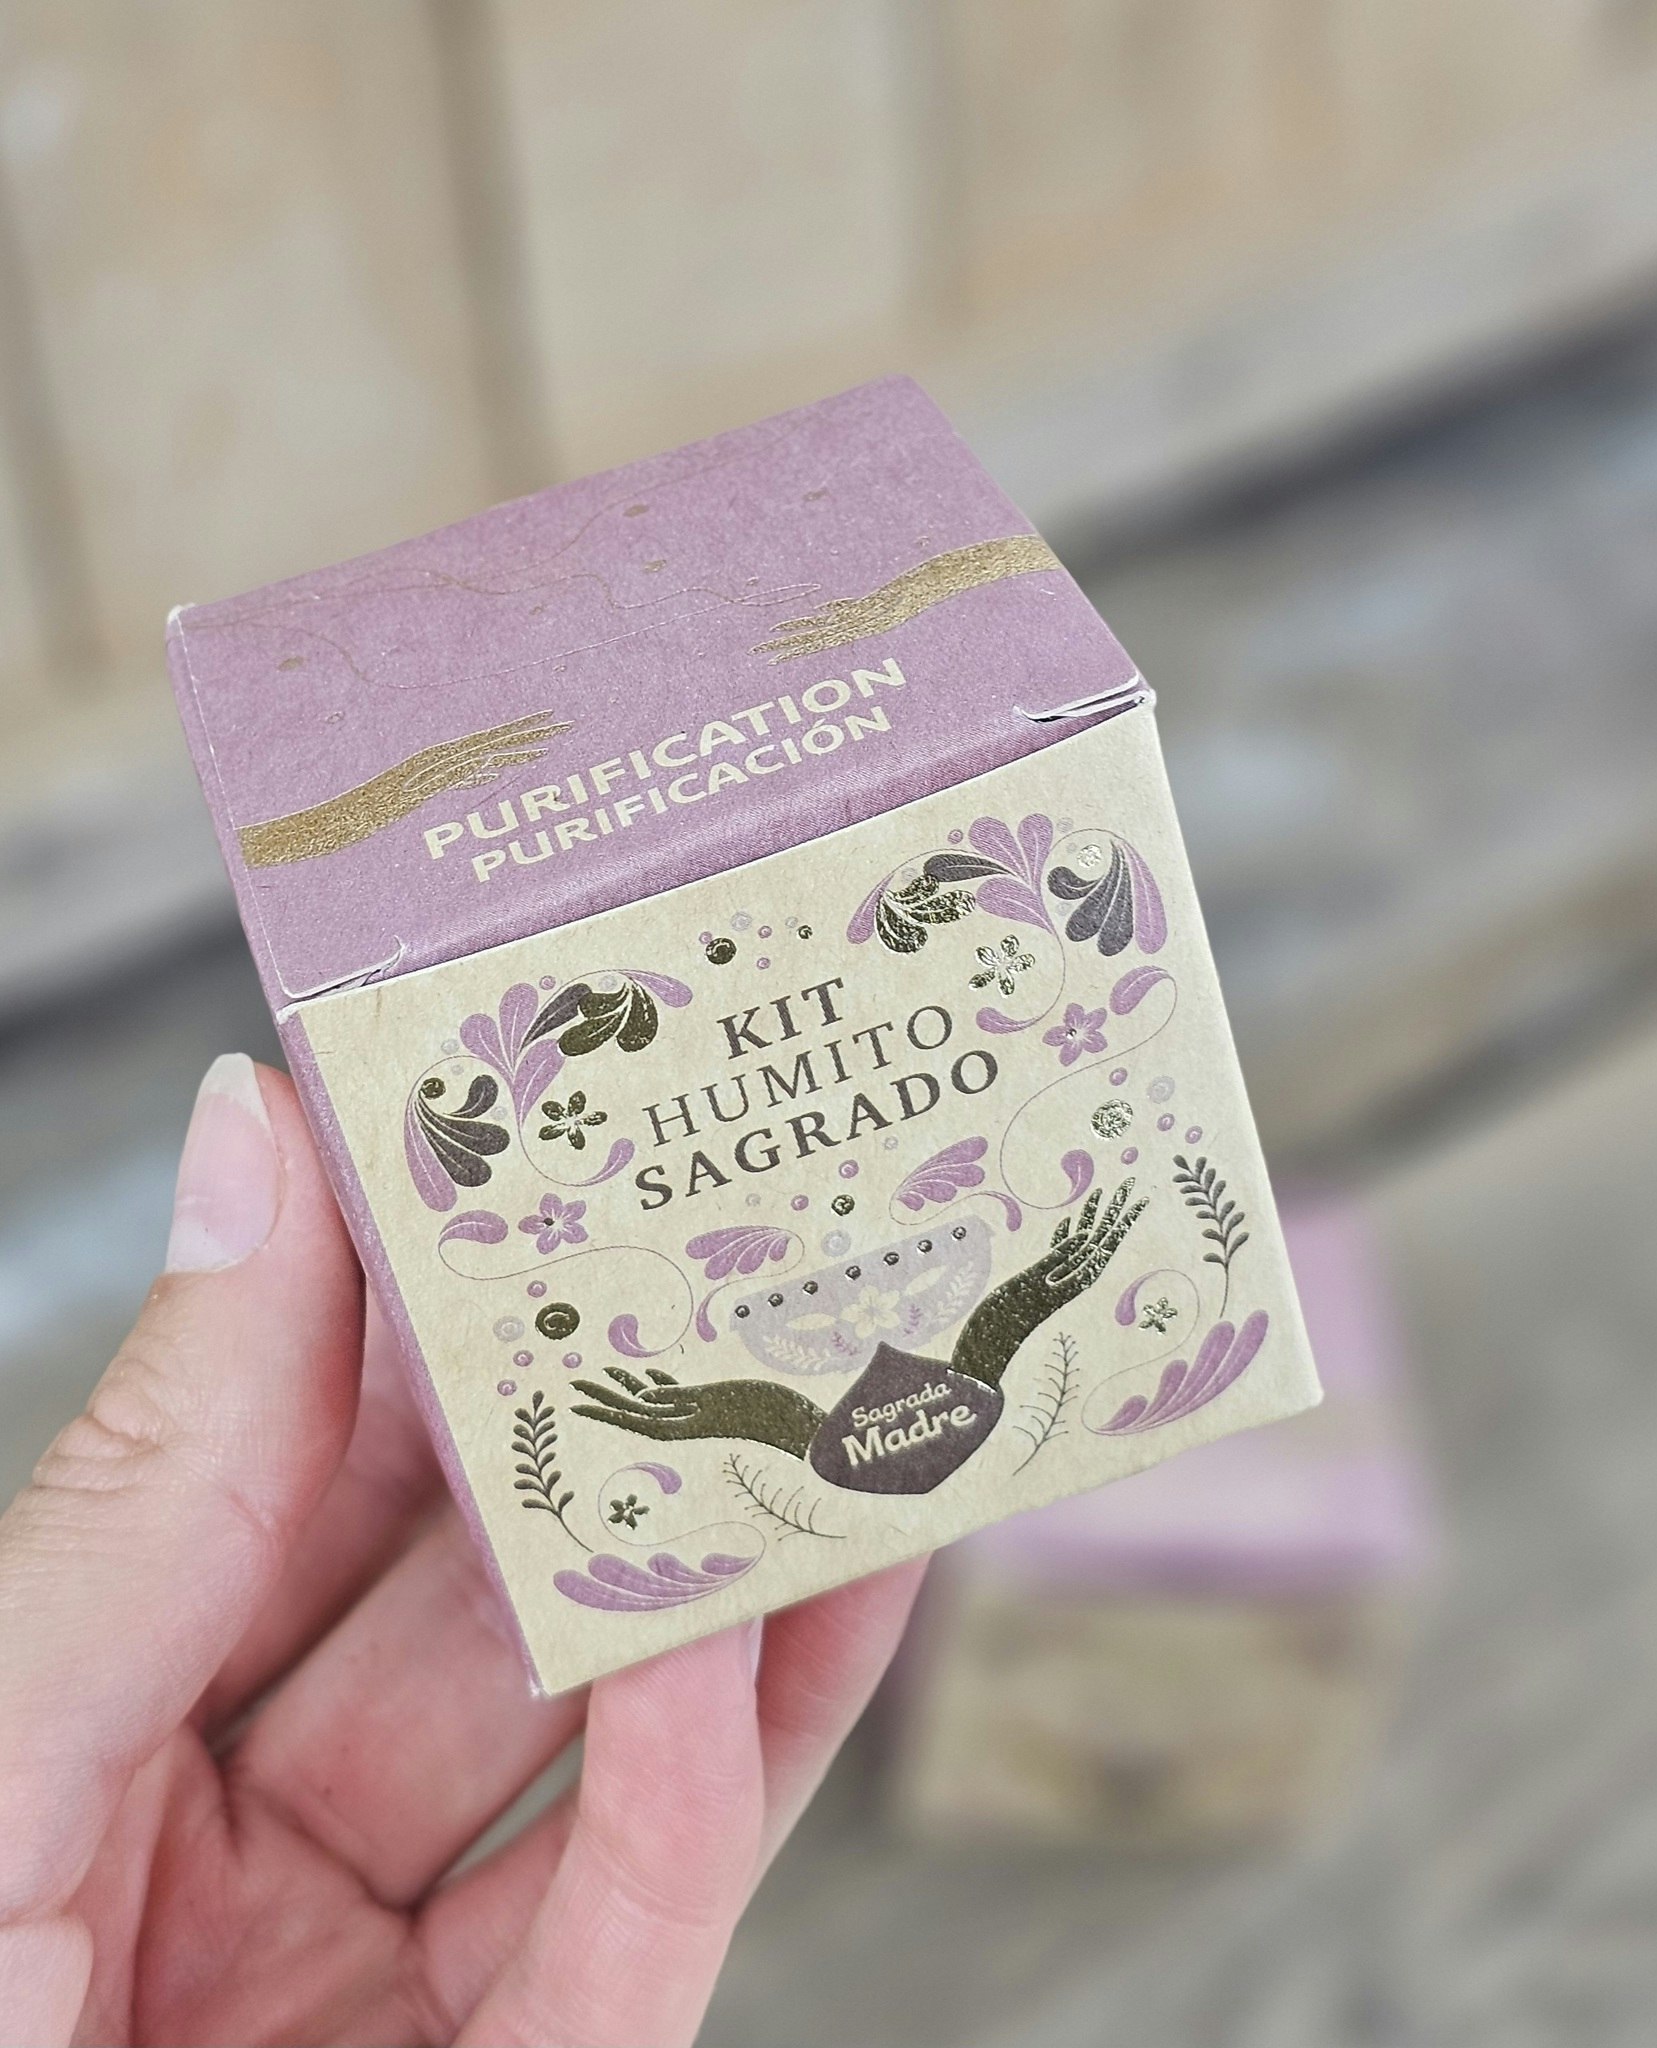 PURIFICATION
PURIFICACIÓN
KIT
HUMITO
SAGRADO
Sagrada
Madre